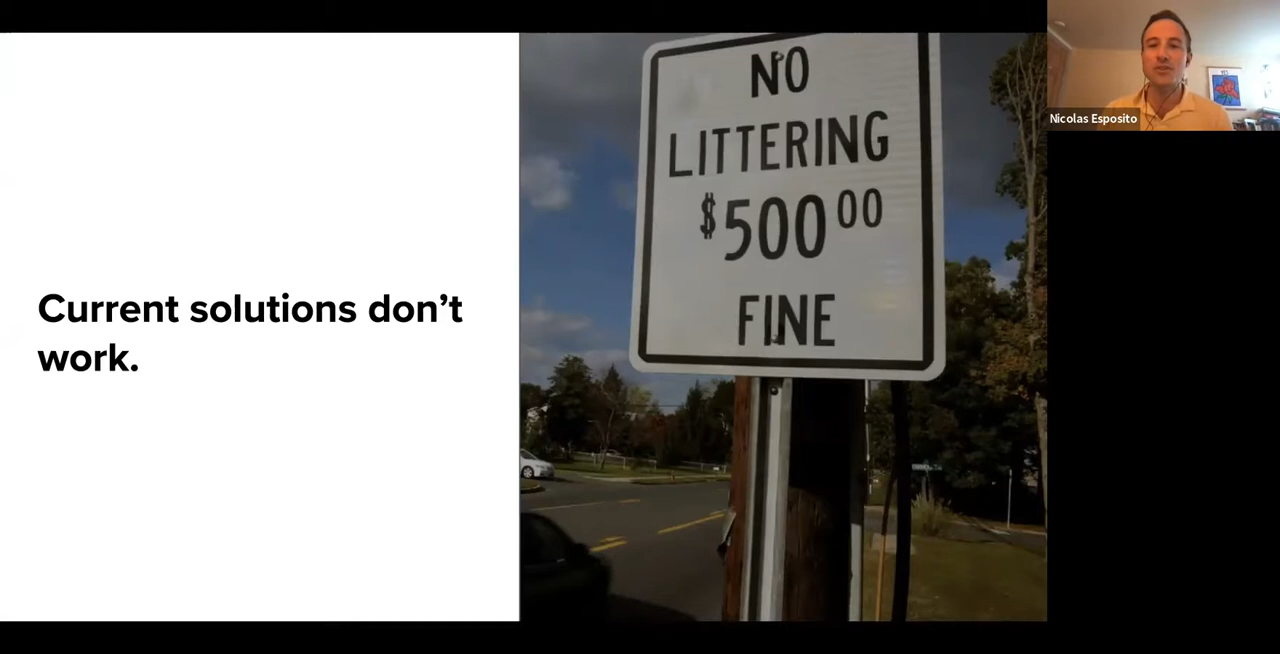 Current solutions don’t
work.
NO
LITTERING
$500 00
FINE
Nicolas Esposito